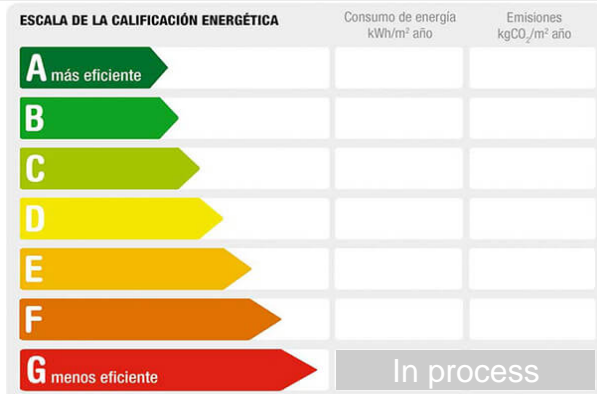 ESCALA DE LA CALIFICACIÓN ENERGÉTICA
Consumo de energía
kWh/m² año
Emisiones
kgCO₂/m² año
A más eficiente
B
C
D
E
F
G menos eficiente
In process